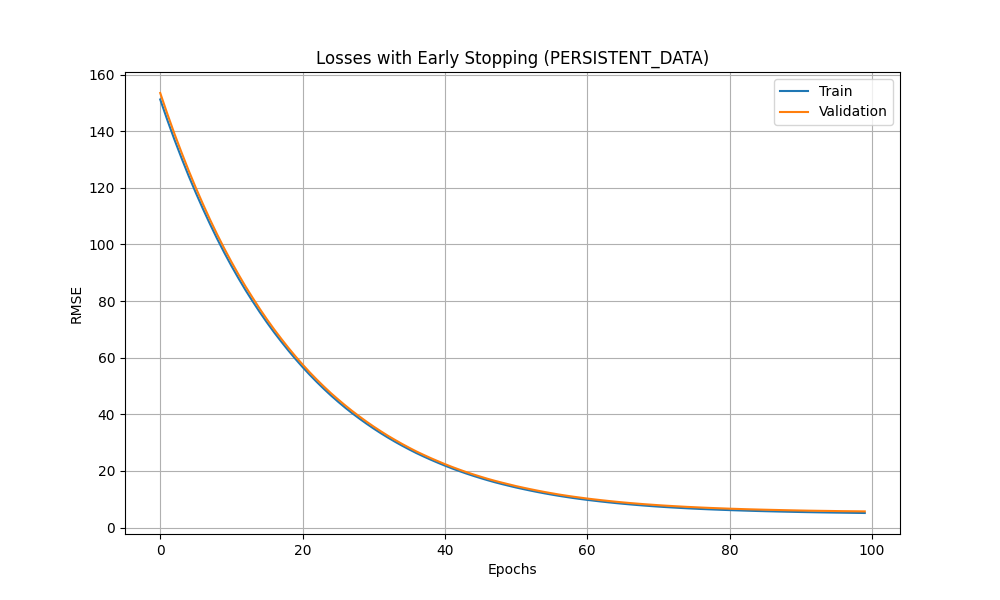 Losses with Early Stopping (PERSISTENT_DATA)
Train
Validation
RMSE
160
140
120
100
80
60
40
20
0
0 20 40 60 80 100
Epochs